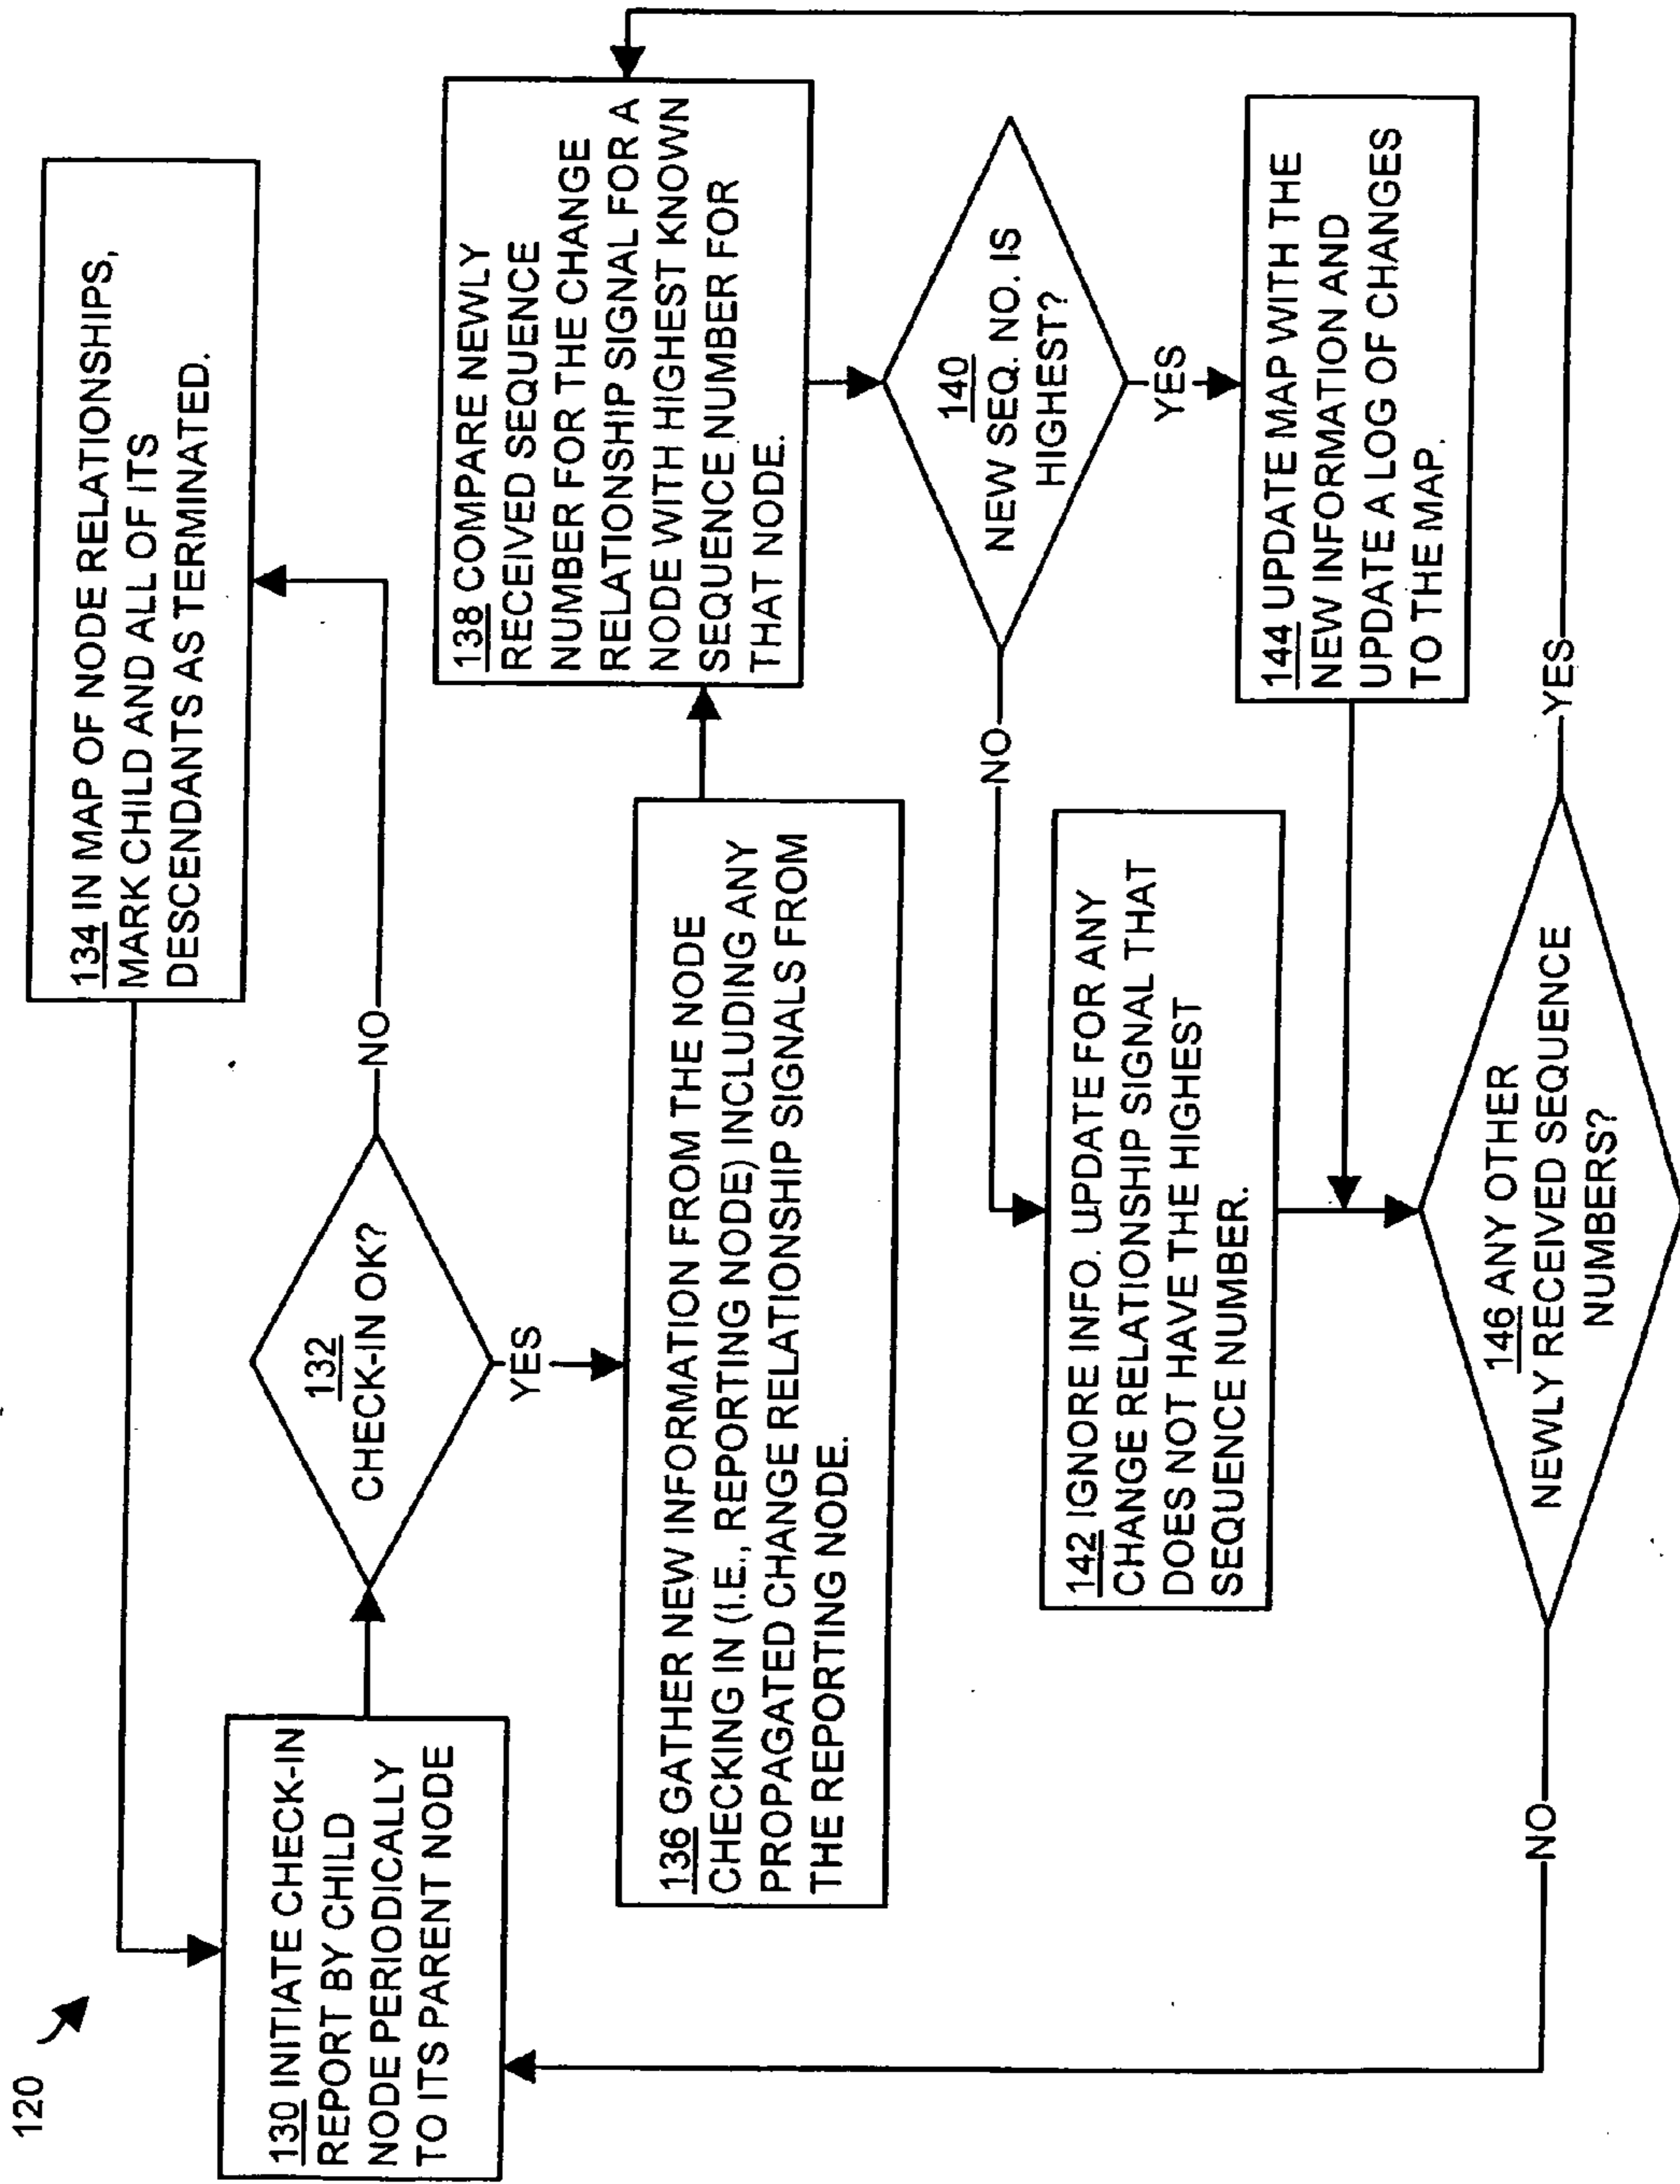 120
130 INITIATE CHECK-IN
REPORT BY CHILD
NODE PERIODICALLY
TO ITS PARENT NODE
132
CHECK-IN OK?
NO
134 IN MAP OF NODE RELATIONSHIPS,
MARK CHILD AND ALL OF ITS
DESCENDANTS AS TERMINATED.
YES
136 GATHER NEW INFORMATION FROM THE NODE
CHECKING IN (I.E., REPORTING NODE) INCLUDING ANY
PROPAGATED CHANGE RELATIONSHIP SIGNALS FROM
THE REPORTING NODE.
138 COMPARE NEWLY
RECEIVED SEQUENCE
NUMBER FOR THE CHANGE
RELATIONSHIP SIGNAL FOR A
NODE WITH HIGHEST KNOWN
SEQUENCE NUMBER FOR
THAT NODE.
140
NEW SEQ. NO. IS
HIGHEST?
NO
YES
142 IGNORE INFO. UPDATE FOR ANY
CHANGE RELATIONSHIP SIGNAL THAT
DOES NOT HAVE THE HIGHEST
SEQUENCE NUMBER.
144 UPDATE MAP WITH THE
NEW INFORMATION AND
UPDATE A LOG OF CHANGES
TO THE MAP.
146 ANY OTHER
NEWLY RECEIVED SEQUENCE
NUMBERS?
NO
YES